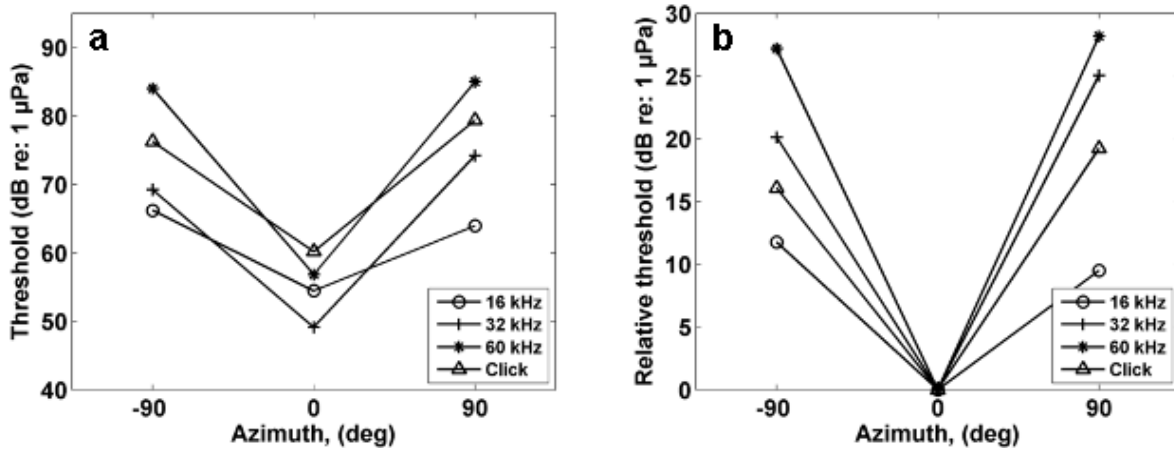 a
Threshold (dB re: 1 µPa)
90
80
70
60
50
40
-90
0
90
Azimuth, (deg)
16 kHz
32 kHz
60 kHz
Click
b
Relative threshold (dB re: 1 µPa)
30
25
20
15
10
5
0
-90
0
90
Azimuth, (deg)
16 kHz
32 kHz
60 kHz
Click